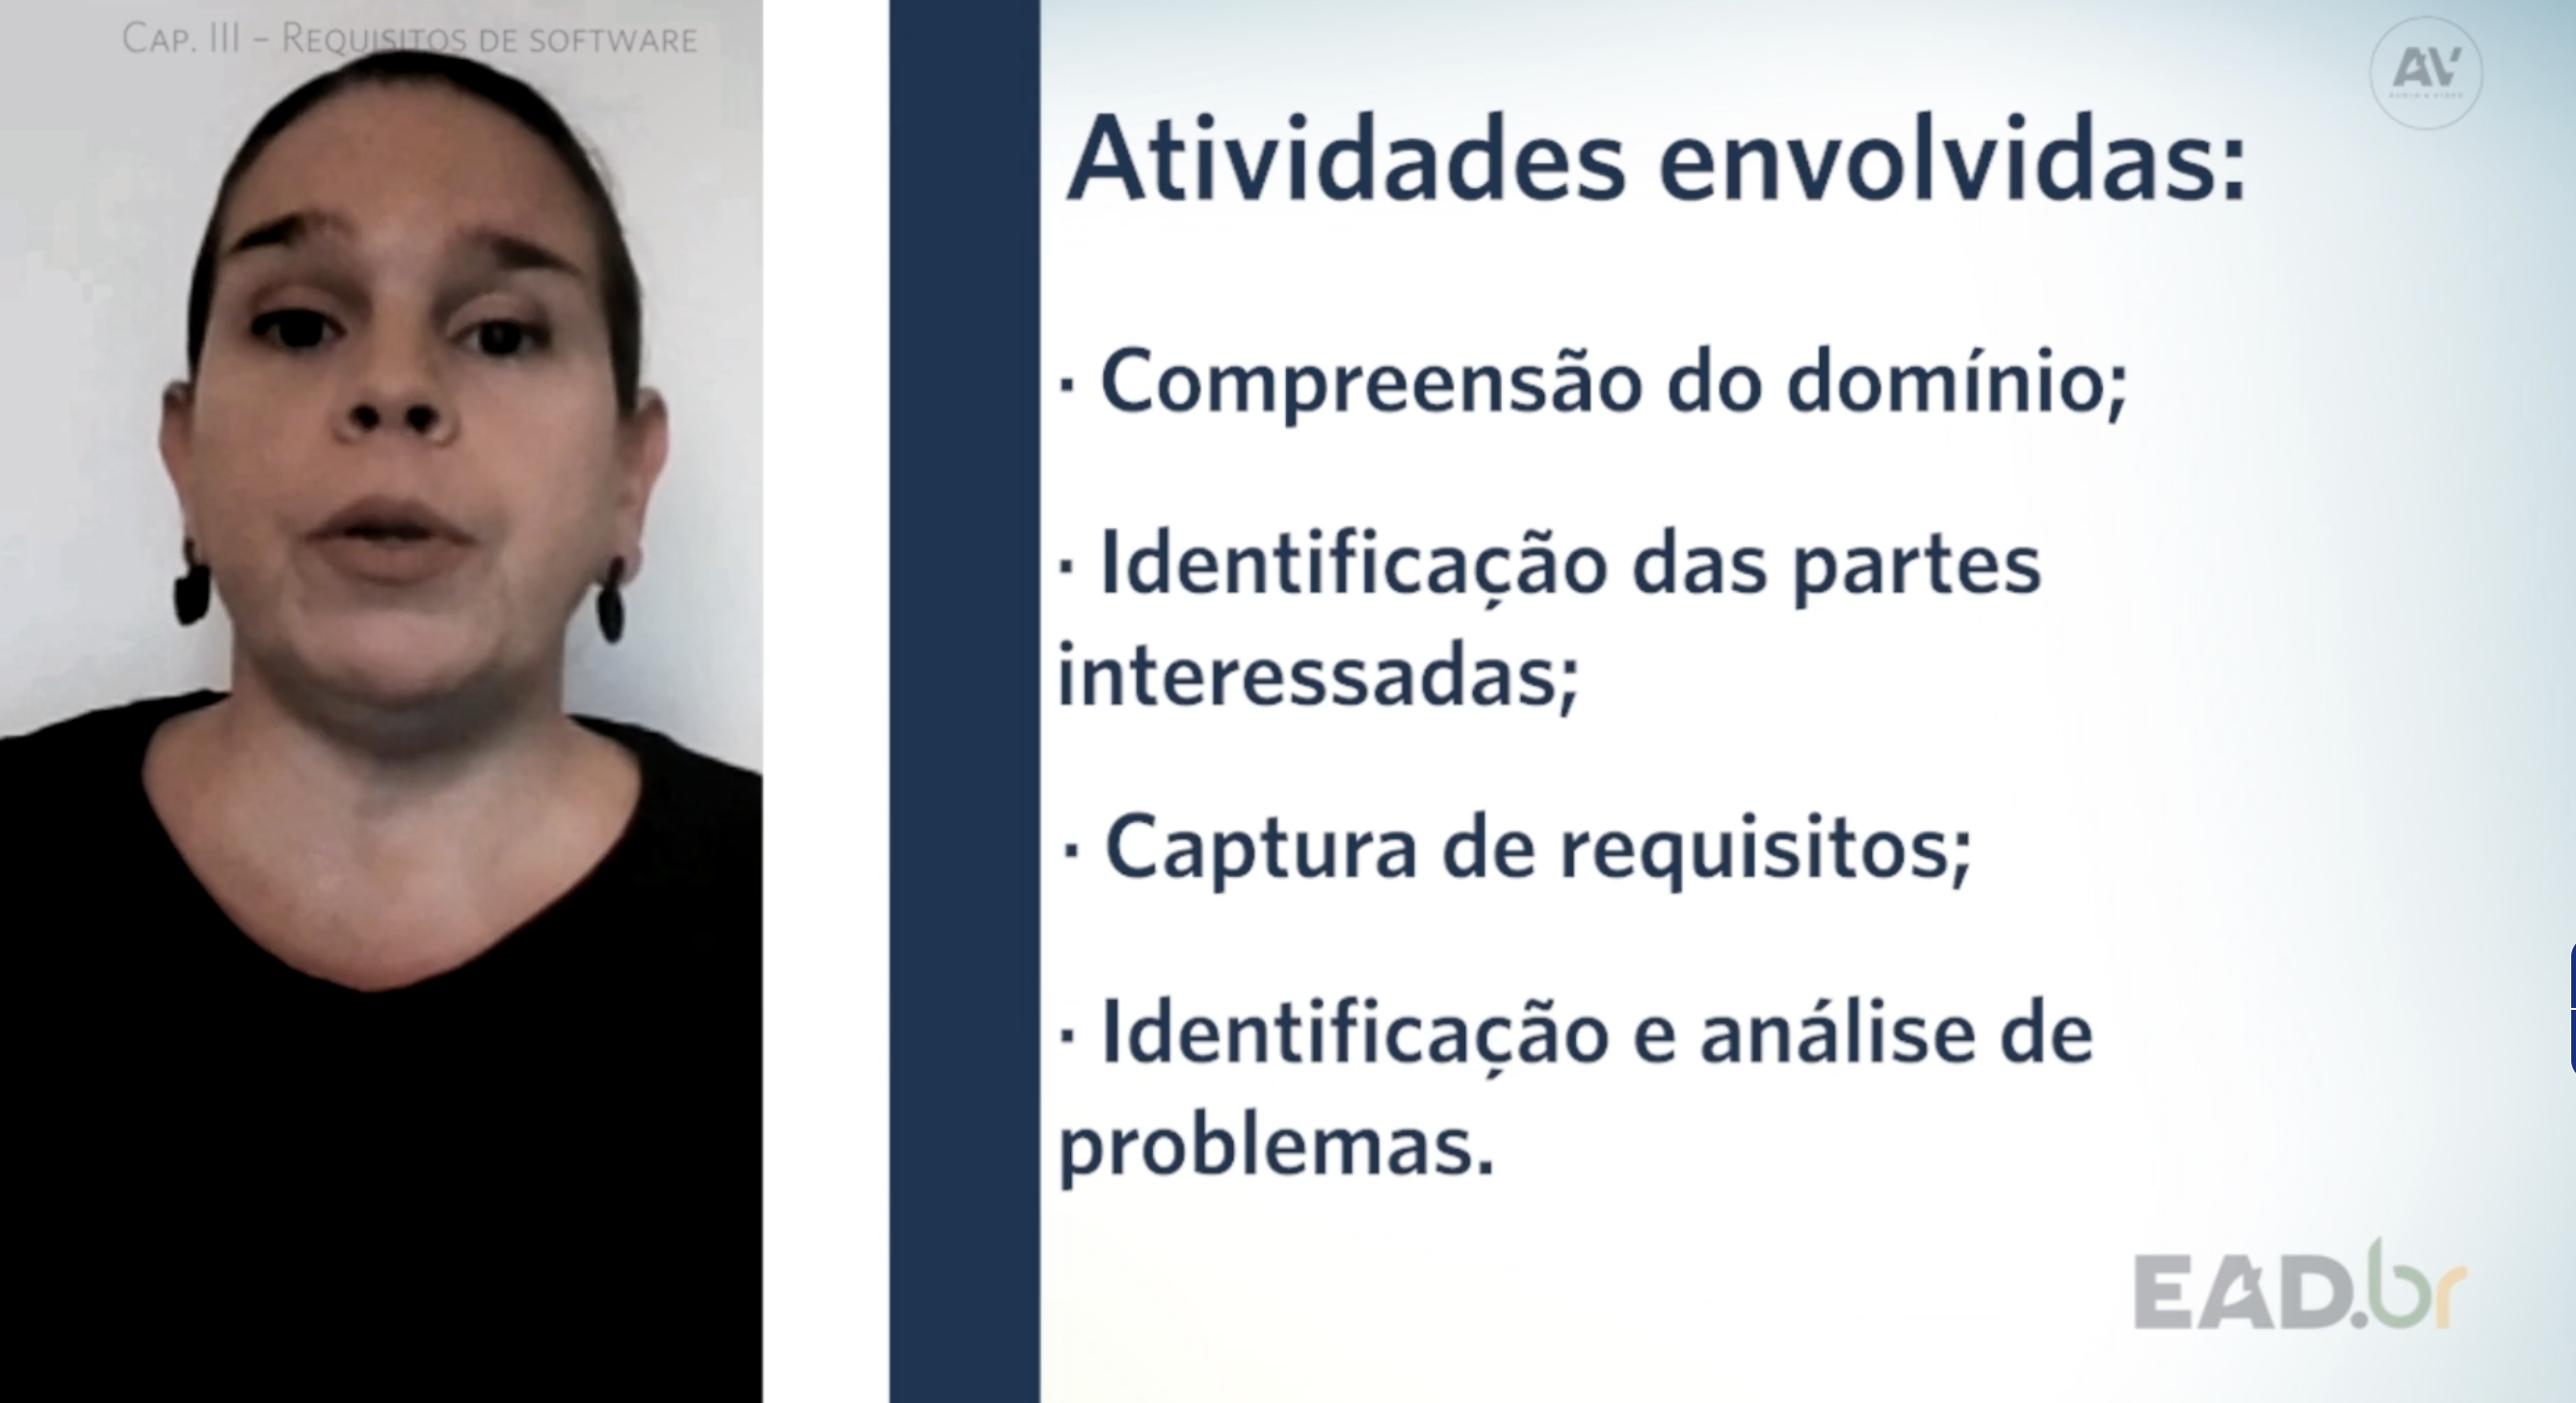 Cap. III – Requisitos de software
AV
Atividades envolvidas:
· Compreensão do domínio;
· Identificação das partes
interessadas;
· Captura de requisitos;
· Identificação e análise de
problemas.
EAD.br